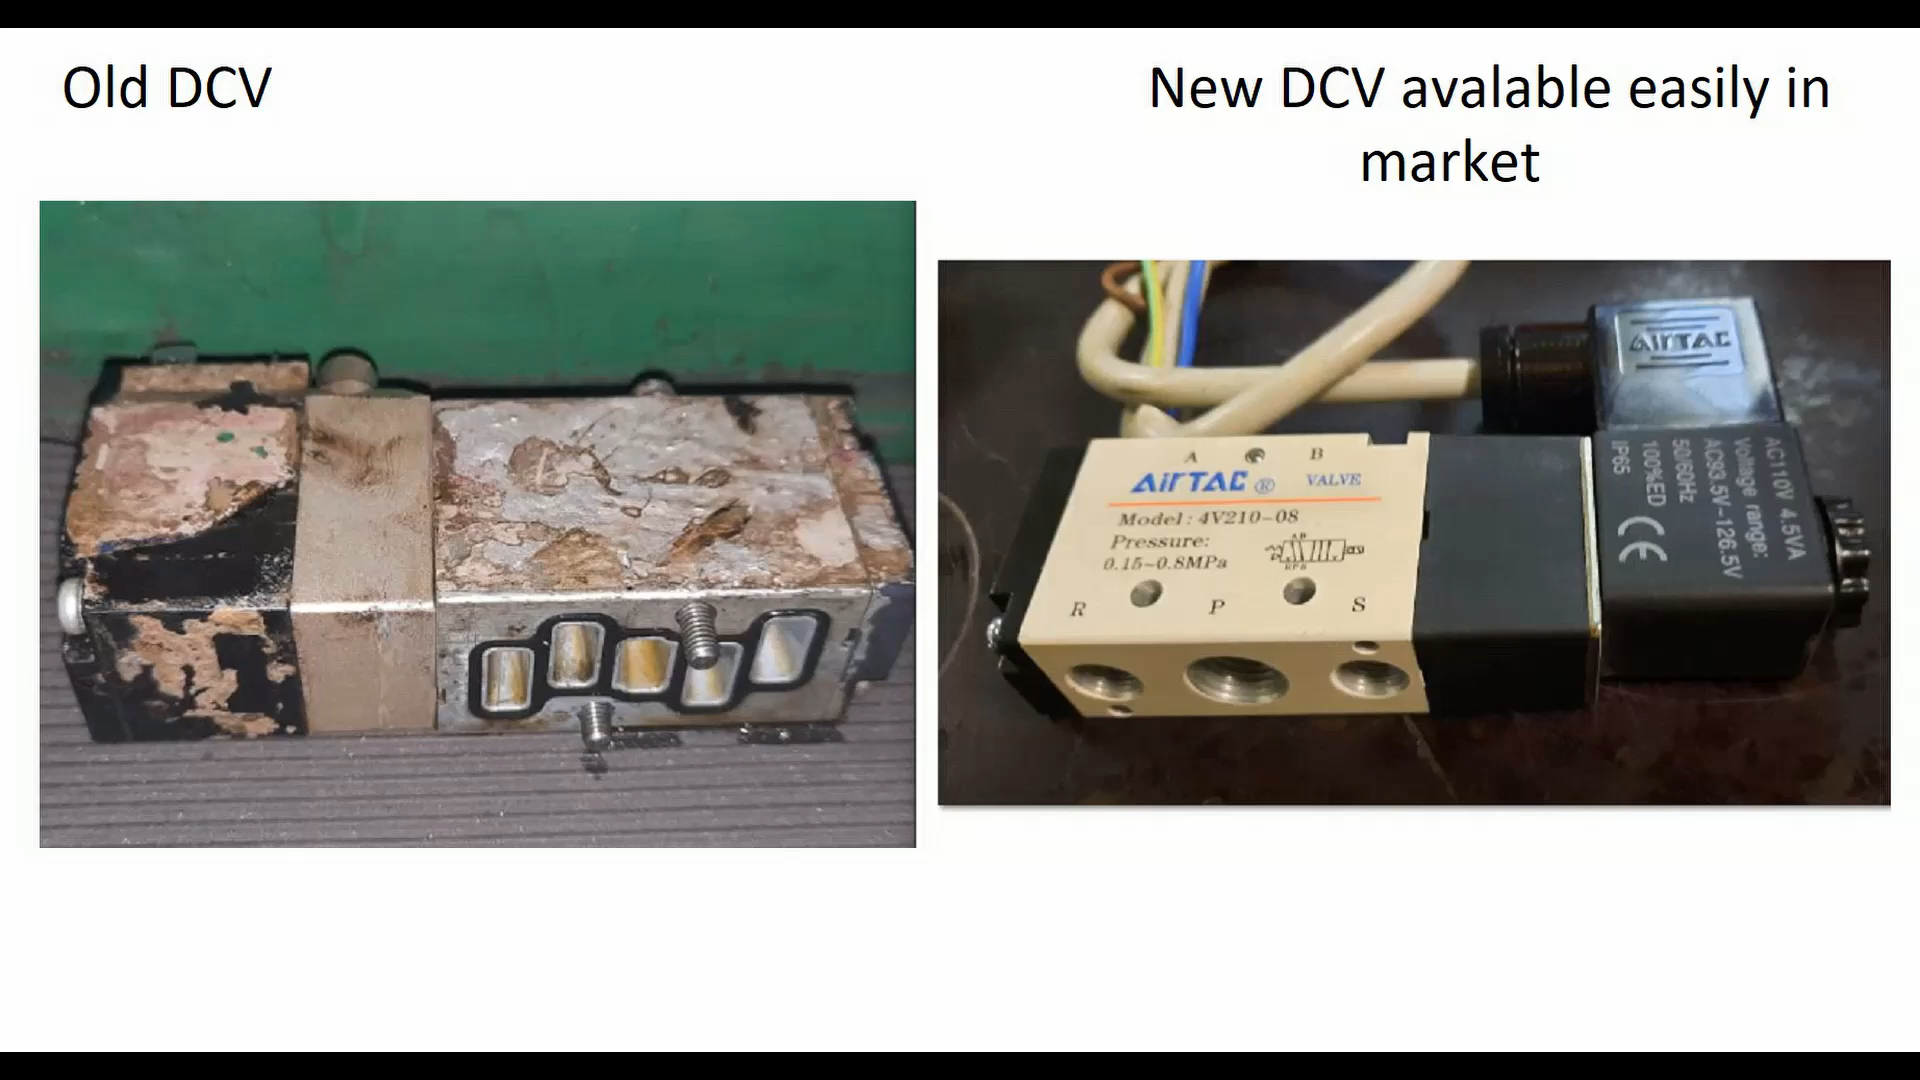 Old DCV
New DCV avalable easily in
market
AirTAC
A B
AirTAC ® VALVE
Model: 4V210-08
Pressure:
0.15~0.8MPa
R P S
AC110V 4.5VA
Voltage range:
AC93.5V~126.5V
50/60Hz
100%ED
IP65
CE